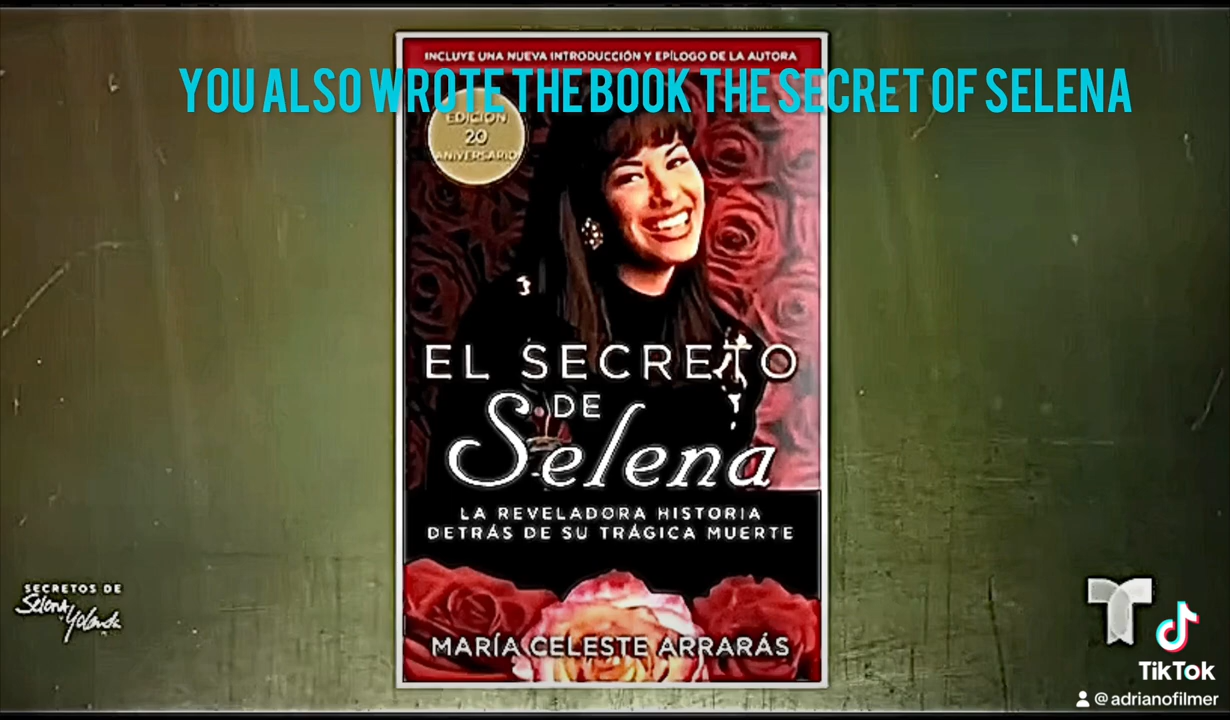 INCLUYE UNA NUEVA INTRODUCCIÓN Y EPÍLOGO DE LA AUTORA
YOU ALSO WROTE THE BOOK THE SECRET OF SELENA
EDICIÓN
20
ANIVERSARIO
EL SECRETO
DE
Selena
LA REVELADORA HISTORIA
DETRÁS DE SU TRÁGICA MUERTE
MARÍA CELESTE ARRARÁS
SECRETOS DE
Selena y Yolanda
T
TikTok
@adrianofilmer